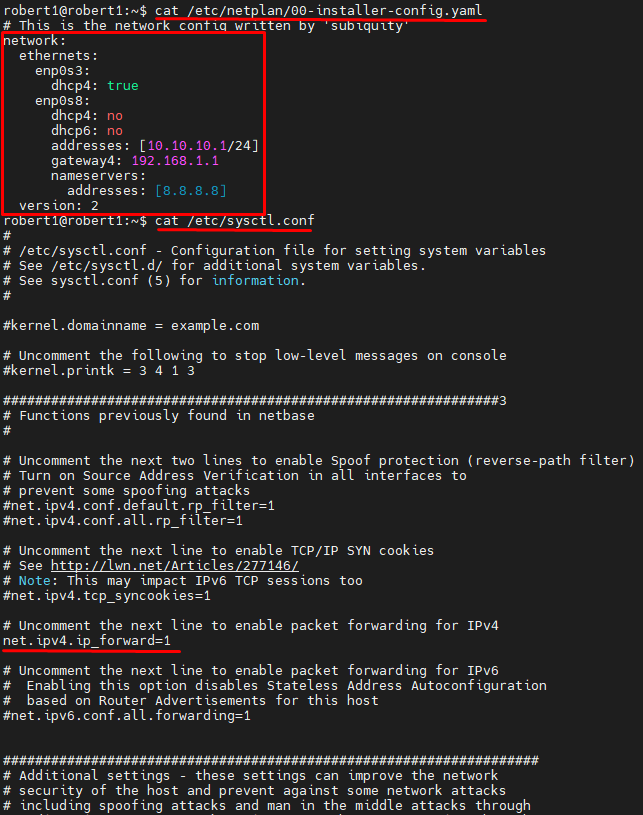 robert1@robert1:~$ cat /etc/netplan/00-installer-config.yaml
# This is the network config written by 'subiquity'
network:
  ethernets:
    enp0s3:
      dhcp4: true
    enp0s8:
      dhcp4: no
      dhcp6: no
      addresses: [10.10.10.1/24]
      gateway4: 192.168.1.1
      nameservers:
        addresses: [8.8.8.8]
  version: 2
robert1@robert1:~$ cat /etc/sysctl.conf
#
# /etc/sysctl.conf - Configuration file for setting system variables
# See /etc/sysctl.d/ for additional system variables.
# See sysctl.conf (5) for information.
#

#kernel.domainname = example.com

# Uncomment the following to stop low-level messages on console
#kernel.printk = 3 4 1 3

##############################################################3
# Functions previously found in netbase
#

# Uncomment the next two lines to enable Spoof protection (reverse-path filter)
# Turn on Source Address Verification in all interfaces to
# prevent some spoofing attacks
#net.ipv4.conf.default.rp_filter=1
#net.ipv4.conf.all.rp_filter=1

# Uncomment the next line to enable TCP/IP SYN cookies
# See http://lwn.net/Articles/277146/
# Note: This may impact IPv6 TCP sessions too
#net.ipv4.tcp_syncookies=1

# Uncomment the next line to enable packet forwarding for IPv4
net.ipv4.ip_forward=1

# Uncomment the next line to enable packet forwarding for IPv6
#  Enabling this option disables Stateless Address Autoconfiguration
#  based on Router Advertisements for this host
#net.ipv6.conf.all.forwarding=1


###################################################################
# Additional settings - these settings can improve the network
# security of the host and prevent against some network attacks
# including spoofing attacks and man in the middle attacks through